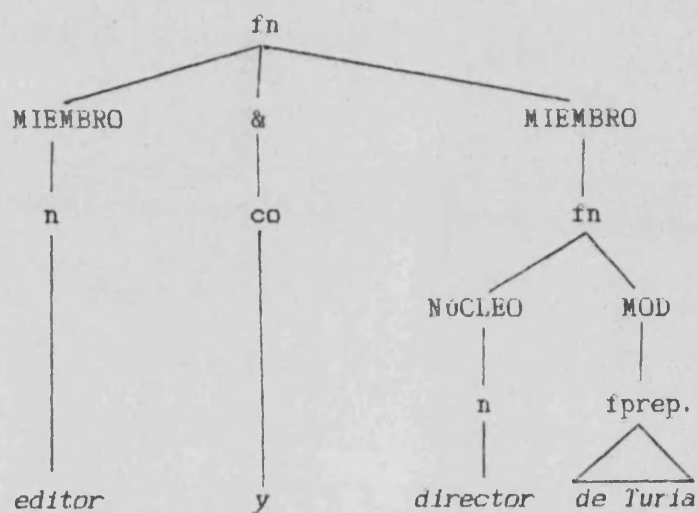 fn
MIEMBRO & MIEMBRO
n co fn
NúCLEO MOD
n fprep.
editor y director de Turia